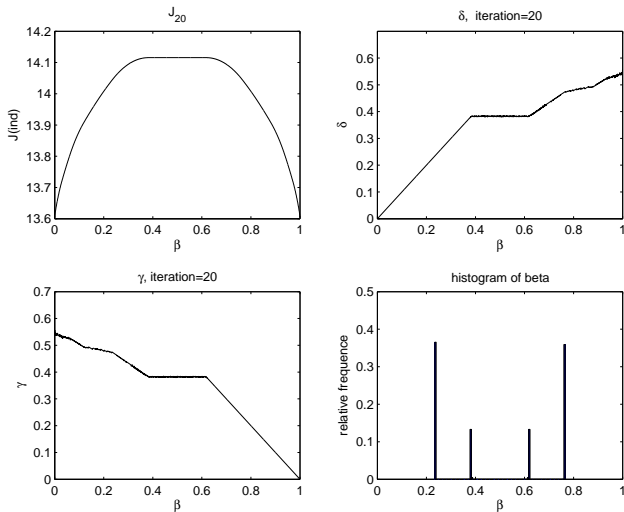 J20
14.2
14.1
14
13.9
13.8
13.7
13.6
J(ind)
0 0.2 0.4 0.6 0.8 1
β
δ, iteration=20
0.6
0.5
0.4
0.3
0.2
0.1
0
δ
0 0.2 0.4 0.6 0.8 1
β
γ, iteration=20
0.7
0.6
0.5
0.4
0.3
0.2
0.1
0
γ
0 0.2 0.4 0.6 0.8 1
β
histogram of beta
0.5
0.4
0.3
0.2
0.1
0
relative frequence
0 0.2 0.4 0.6 0.8 1
β